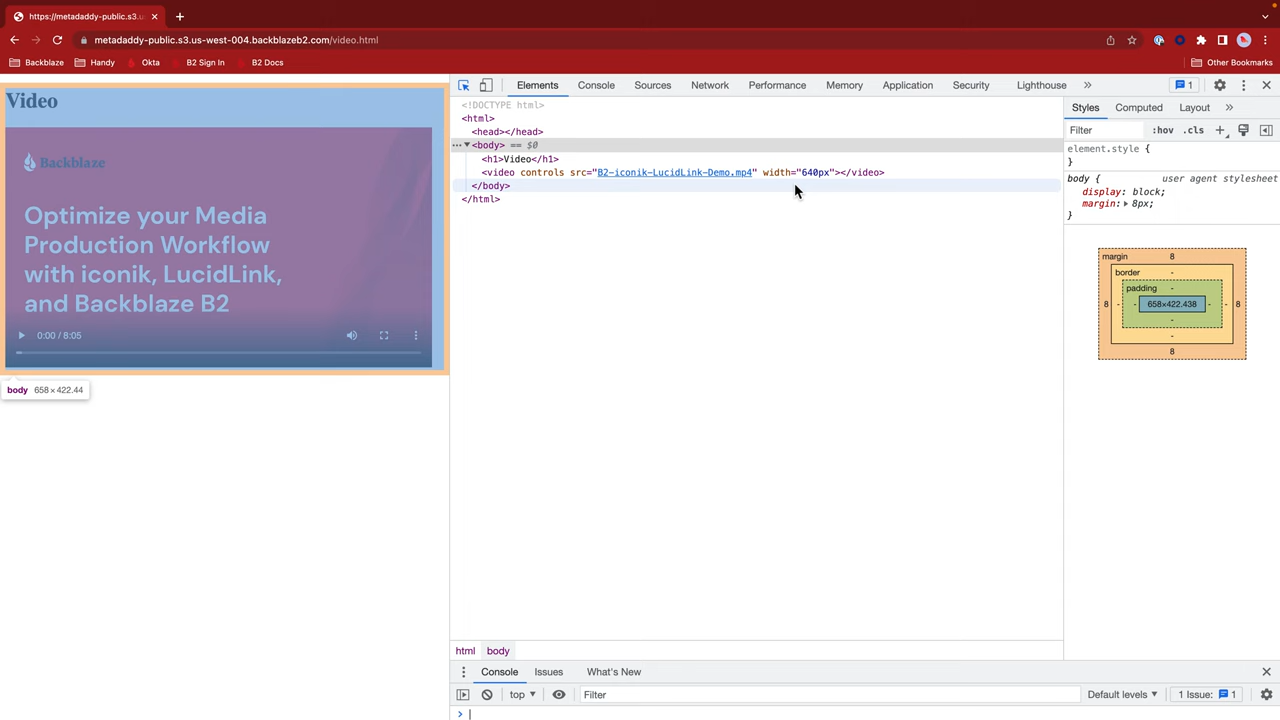 https://metadaddy-public.s3.u
metadaddy-public.s3.us-west-004.backblazeb2.com/video.html
Backblaze Handy Okta B2 Sign In B2 Docs Other Bookmarks
Video
Backblaze
Optimize your Media
Production Workflow
with iconik, LucidLink,
and Backblaze B2
0:00 / 8:05
body 658 × 422.44
Elements Console Sources Network Performance Memory Application Security Lighthouse » 1
<!DOCTYPE html>
<html>
<head></head>
<body> == $0
<h1>Video</h1>
<video controls src="B2-iconik-LucidLink-Demo.mp4" width="640px"></video>
</body>
</html>
html body
Styles Computed Layout »
Filter :hov .cls +
element.style {
}
body { user agent stylesheet
display: block;
margin: 8px;
}
margin 8
border -
padding -
8 - - 658×422.438 - - 8
-
-
8
Console Issues What's New
top Filter Default levels 1 Issue: 1
>